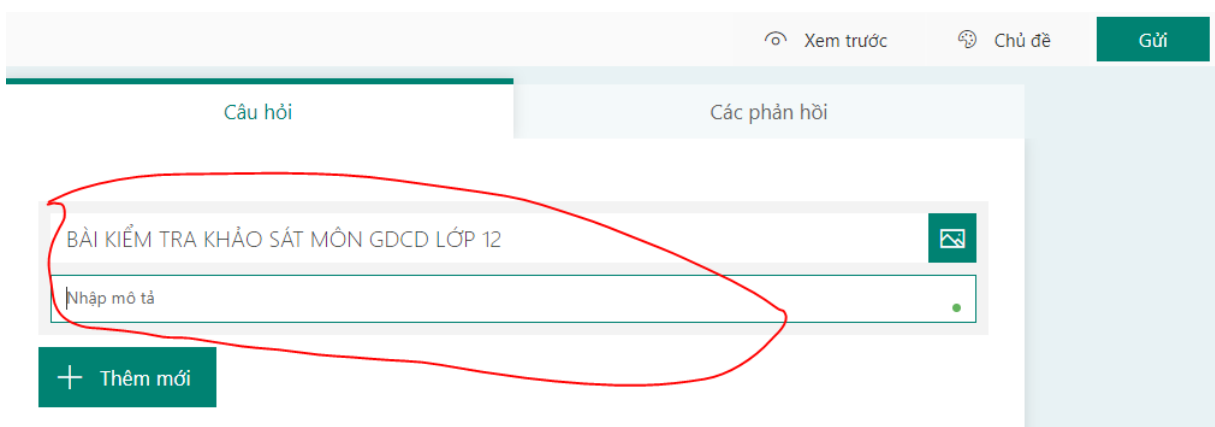 Xem trước Chủ đề Gửi
Câu hỏi Các phản hồi
BÀI KIỂM TRA KHẢO SÁT MÔN GDCD LỚP 12
Nhập mô tả
Thêm mới